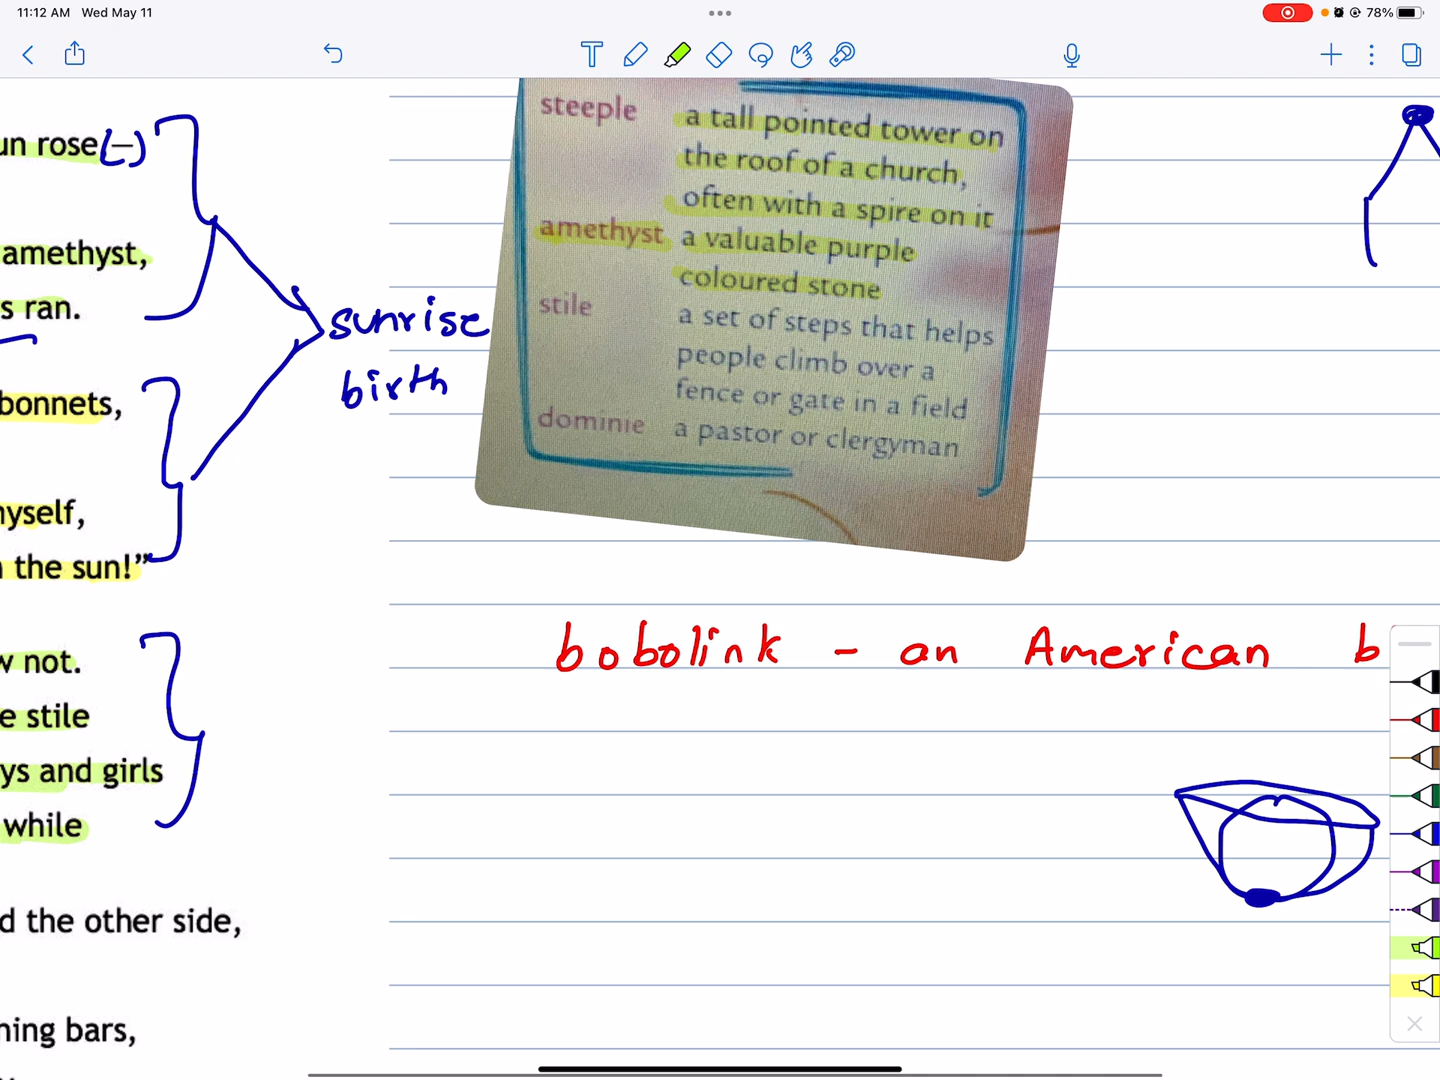 11:12 AM Wed May 11
78%
un rose(–)
amethyst,
s ran.
bonnets,
myself,
the sun!”
not.
e stile
ys and girls
while
d the other side,
ning bars,
sunrise
birth
steeple a tall pointed tower on
the roof of a church,
often with a spire on it
amethyst a valuable purple
coloured stone
stile a set of steps that helps
people climb over a
fence or gate in a field
dominie a pastor or clergyman
bobolink - an American b